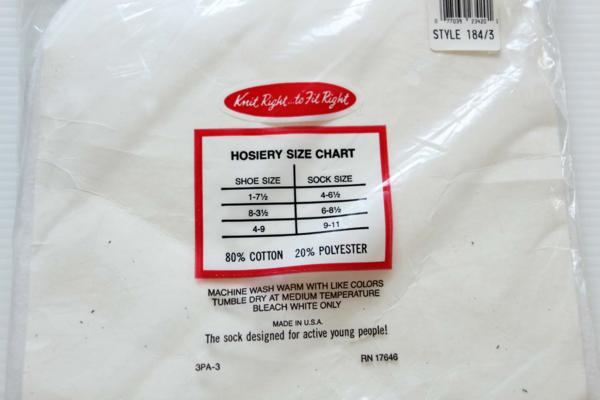 0 77039 23420
STYLE 184/3
Knit Right...to Fit Right
HOSIERY SIZE CHART
SHOE SIZE SOCK SIZE
1-7½ 4-6½
8-3½ 6-8½
4-9 9-11
80% COTTON 20% POLYESTER
MACHINE WASH WARM WITH LIKE COLORS
TUMBLE DRY AT MEDIUM TEMPERATURE
BLEACH WHITE ONLY
MADE IN U.S.A.
The sock designed for active young people!
3PA-3 RN 17646